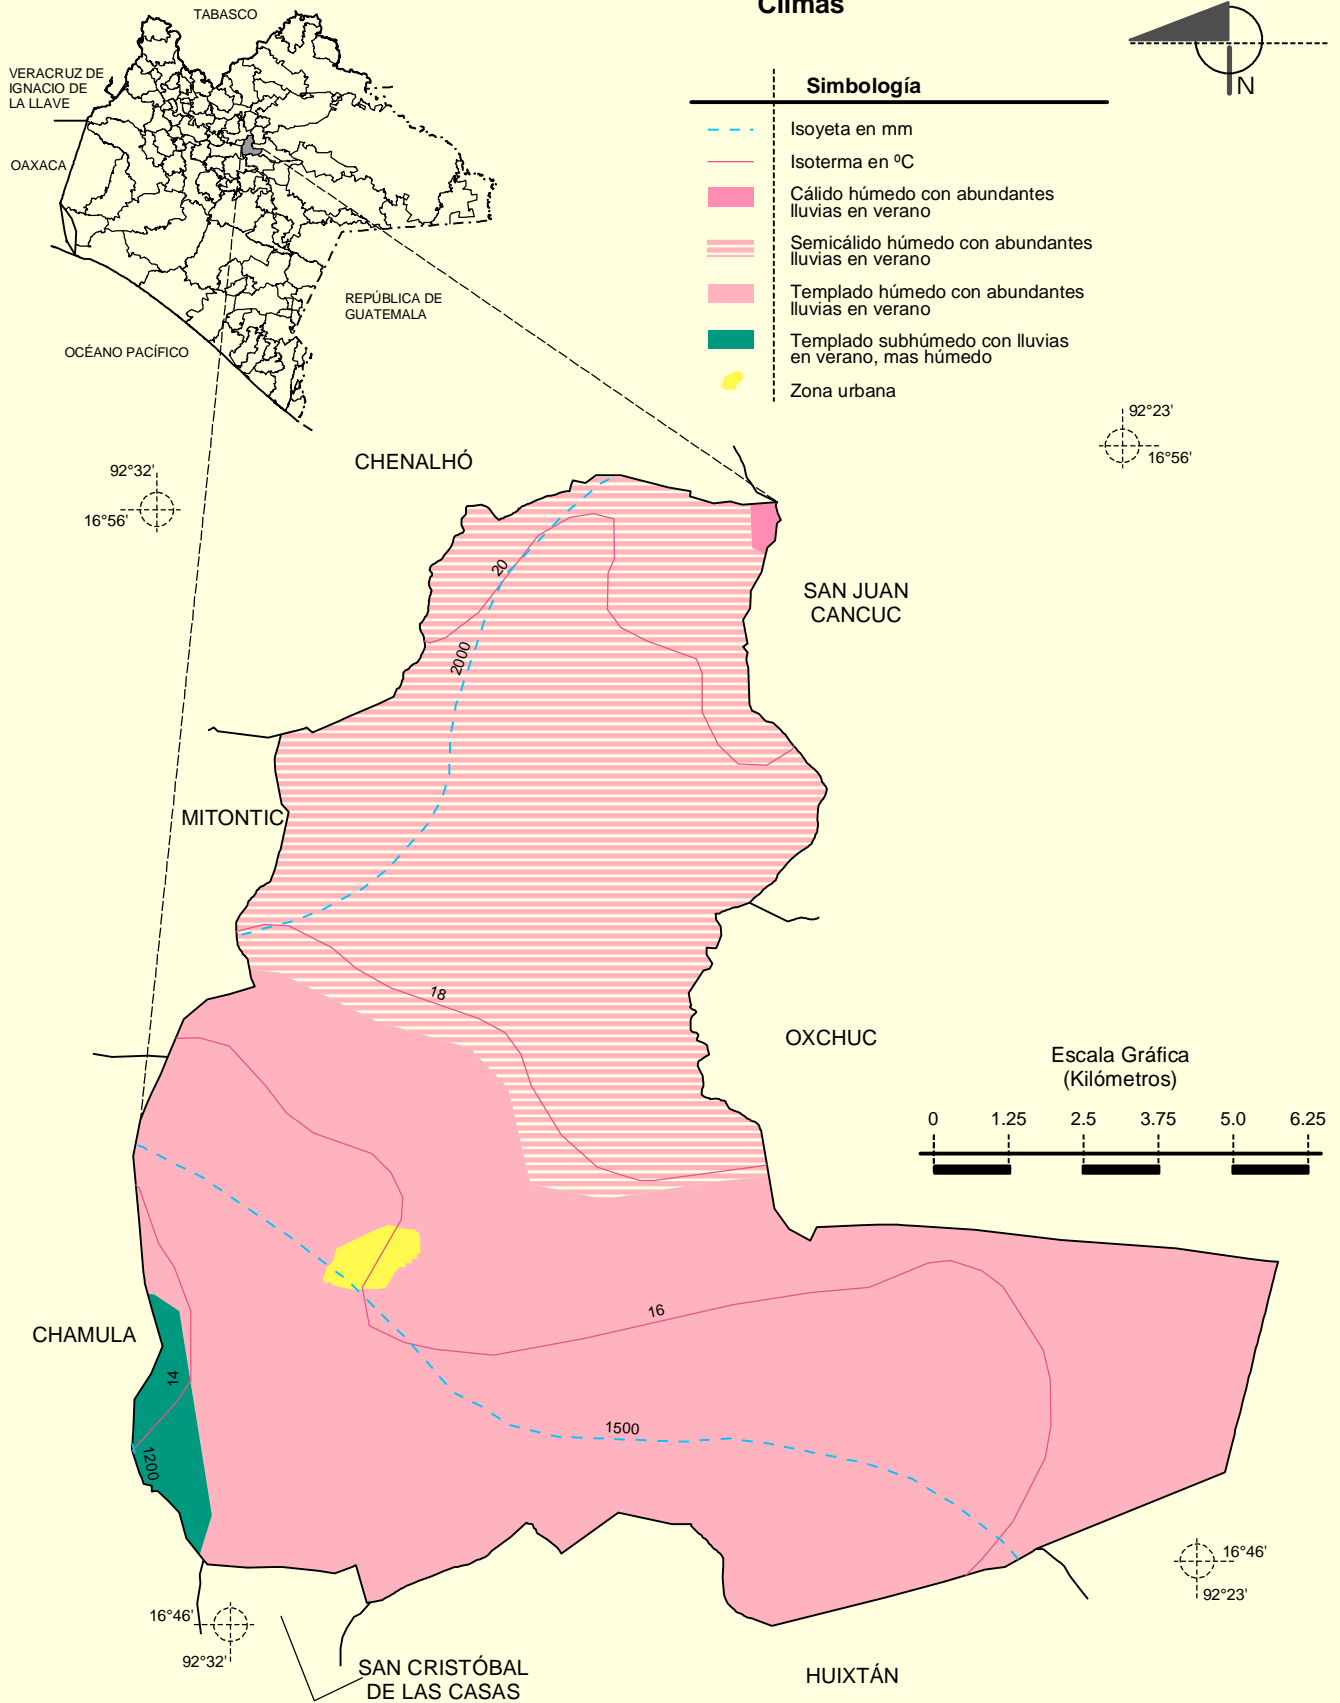 Climas
TABASCO
VERACRUZ DE
IGNACIO DE
LA LLAVE
OAXACA
REPÚBLICA DE
GUATEMALA
OCÉANO PACÍFICO
N
Simbología
Isoyeta en mm
Isoterma en ºC
Cálido húmedo con abundantes
lluvias en verano
Semicálido húmedo con abundantes
lluvias en verano
Templado húmedo con abundantes
lluvias en verano
Templado subhúmedo con lluvias
en verano, mas húmedo
Zona urbana
92°23'
16°56'
92°32'
16°56'
CHENALHÓ
20
SAN JUAN
CANCUC
2000
MITONTIC
18
OXCHUC
Escala Gráfica
(Kilómetros)
0 1.25 2.5 3.75 5.0 6.25
16
CHAMULA
14
1500
1200
16°46'
92°23'
16°46'
92°32'
SAN CRISTÓBAL
DE LAS CASAS
HUIXTÁN